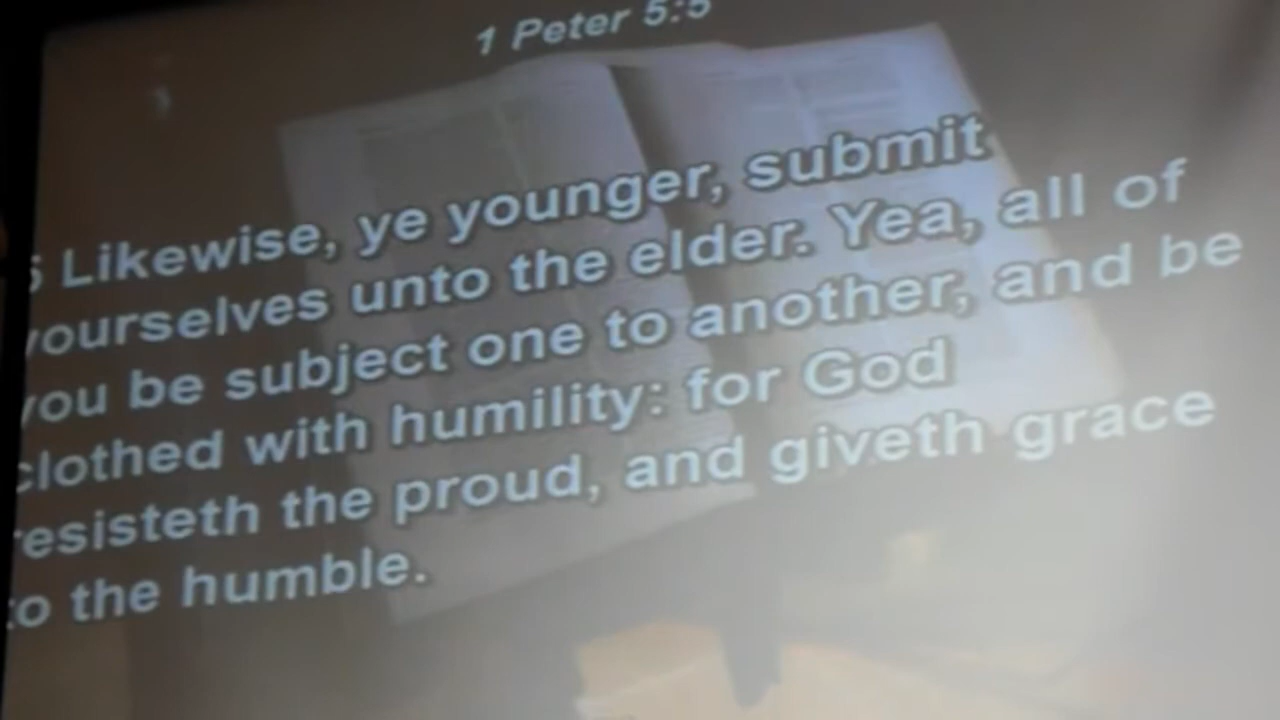 1 Peter 5:5
5 Likewise, ye younger, submit
yourselves unto the elder. Yea, all of
you be subject one to another, and be
clothed with humility: for God
resisteth the proud, and giveth grace
to the humble.